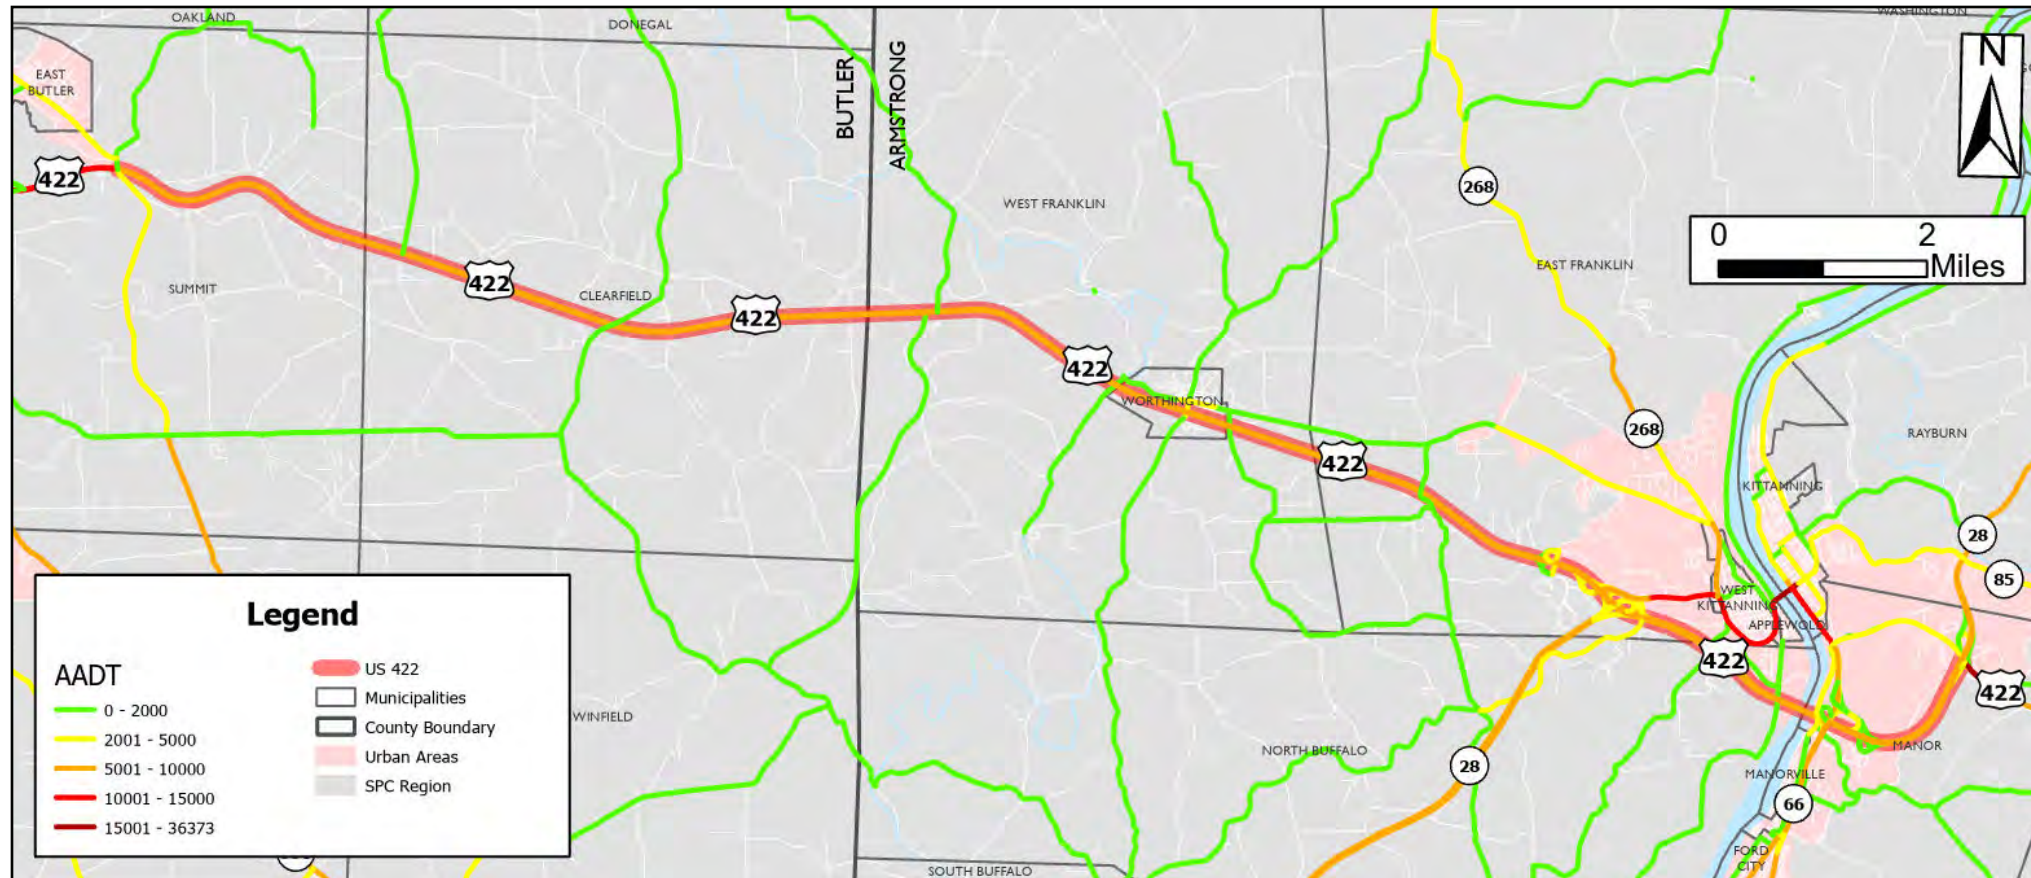 OAKLAND
DONEGAL
WASHINGTON
EAST
BUTLER
BUTLER
ARMSTRONG
N
422
WEST FRANKLIN
268
0 2
Miles
SUMMIT
422
CLEARFIELD
422
EAST FRANKLIN
422
WORTHINGTON
268
RAYBURN
422
KITTANNING
28
85
WEST
KITTANNING
APPLEWOLD
422
422
WINFIELD
NORTH BUFFALO
28
MANOR
MANORVILLE
66
FORD
CITY
SOUTH BUFFALO
Legend
AADT
0 - 2000
2001 - 5000
5001 - 10000
10001 - 15000
15001 - 36373
US 422
Municipalities
County Boundary
Urban Areas
SPC Region